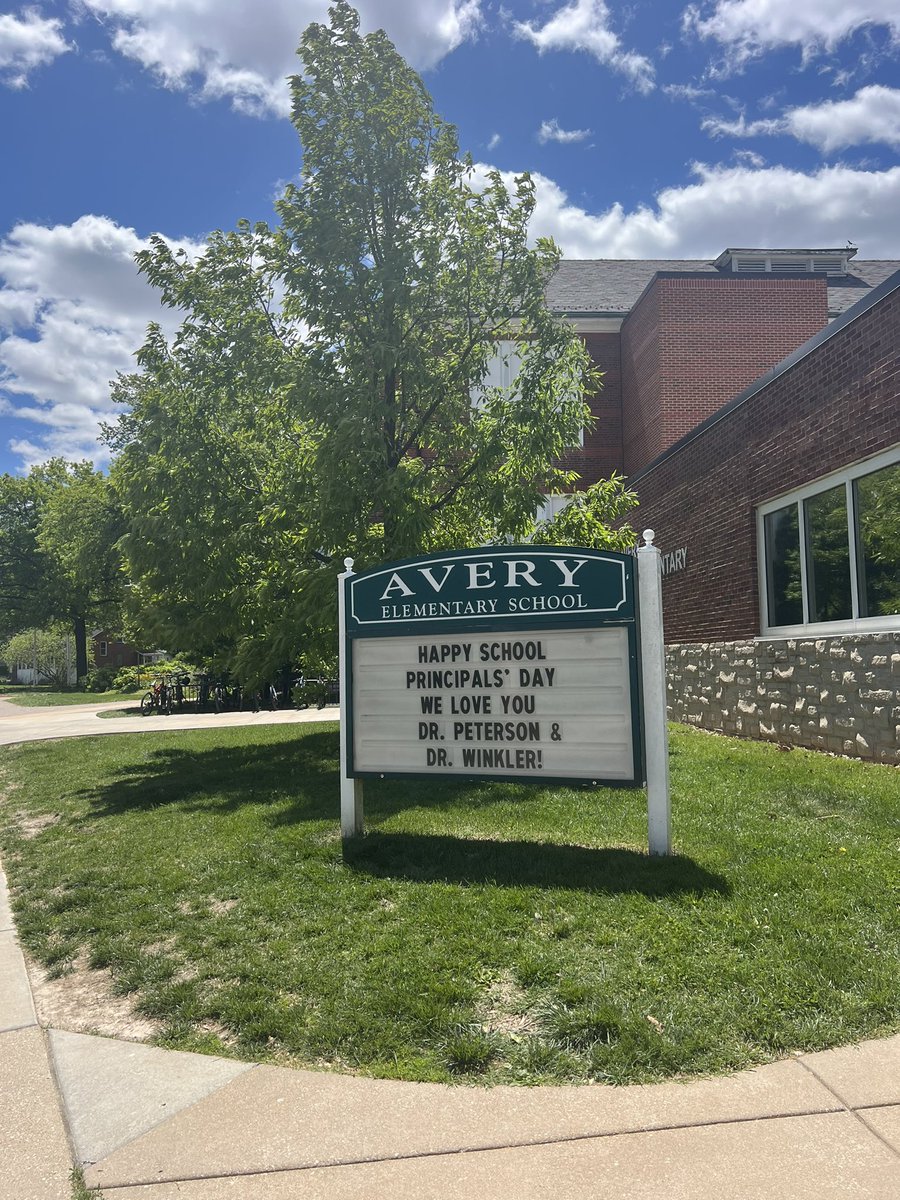 AVERY
ELEMENTARY SCHOOL
HAPPY SCHOOL
PRINCIPALS' DAY
WE LOVE YOU
DR. PETERSON &
DR. WINKLER!